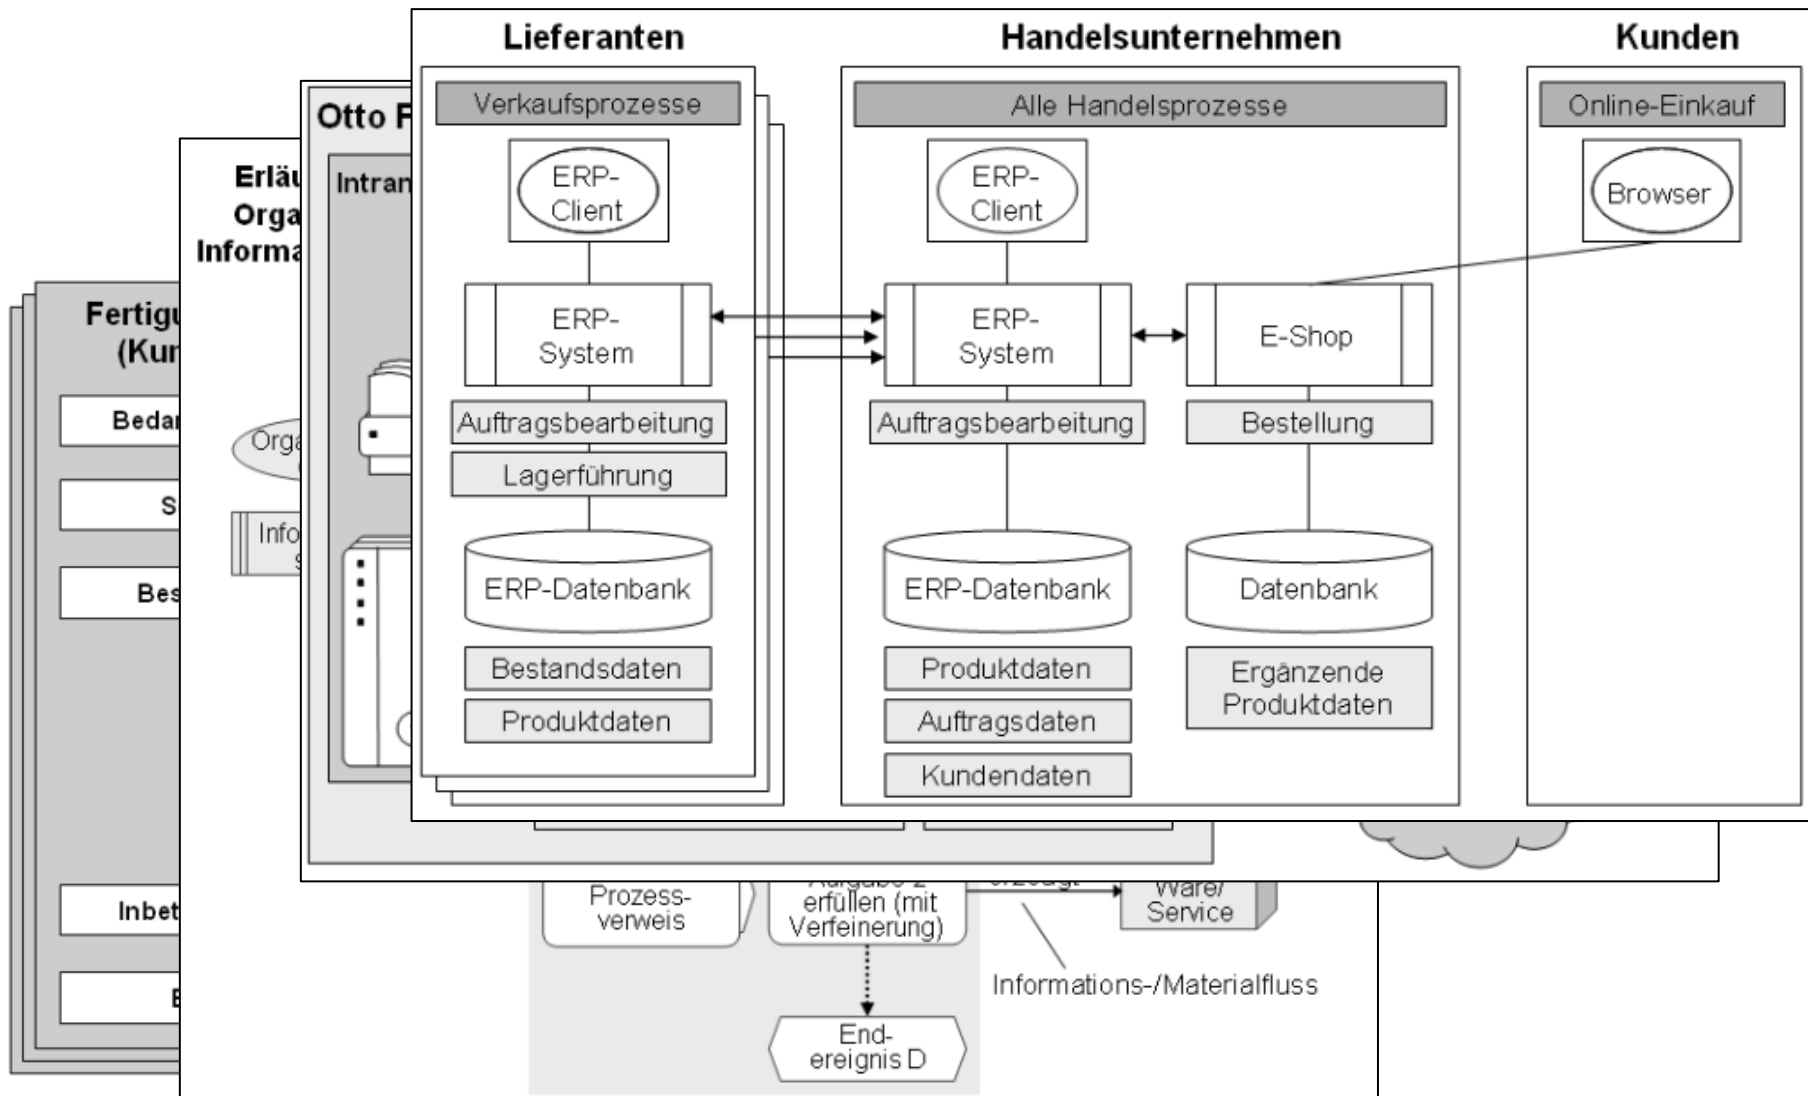 Lieferanten
Handelsunternehmen
Kunden
Verkaufsprozesse
Alle Handelsprozesse
Online-Einkauf
ERP-
Client
ERP-
Client
Browser
ERP-
System
ERP-
System
E-Shop
Auftragsbearbeitung
Auftragsbearbeitung
Bestellung
Lagerführung
ERP-Datenbank
ERP-Datenbank
Datenbank
Bestandsdaten
Produktdaten
Produktdaten
Auftragsdaten
Kundendaten
Ergänzende
Produktdaten
Otto F
Intran
Erläu
Orga
Informa
Orga
Info
Fertigu
(Kun
Bedar
S
Bes
Inbet
Prozess-
verweis
erfüllen (mit
Verfeinerung)
Ware/
Service
Informations-/Materialfluss
End-
ereignis D